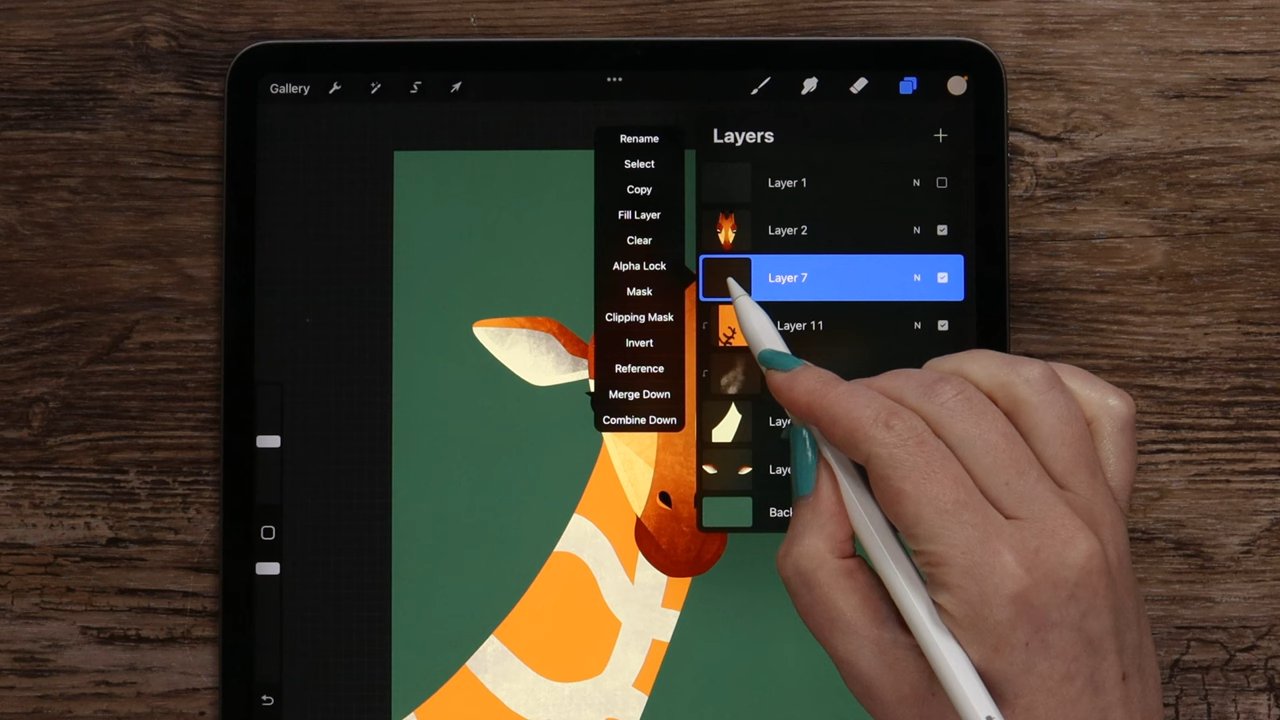 Gallery
Rename
Select
Copy
Fill Layer
Clear
Alpha Lock
Mask
Clipping Mask
Invert
Reference
Merge Down
Combine Down
Layers
Layer 1 N
Layer 2 N
Layer 7 N
Layer 11 N